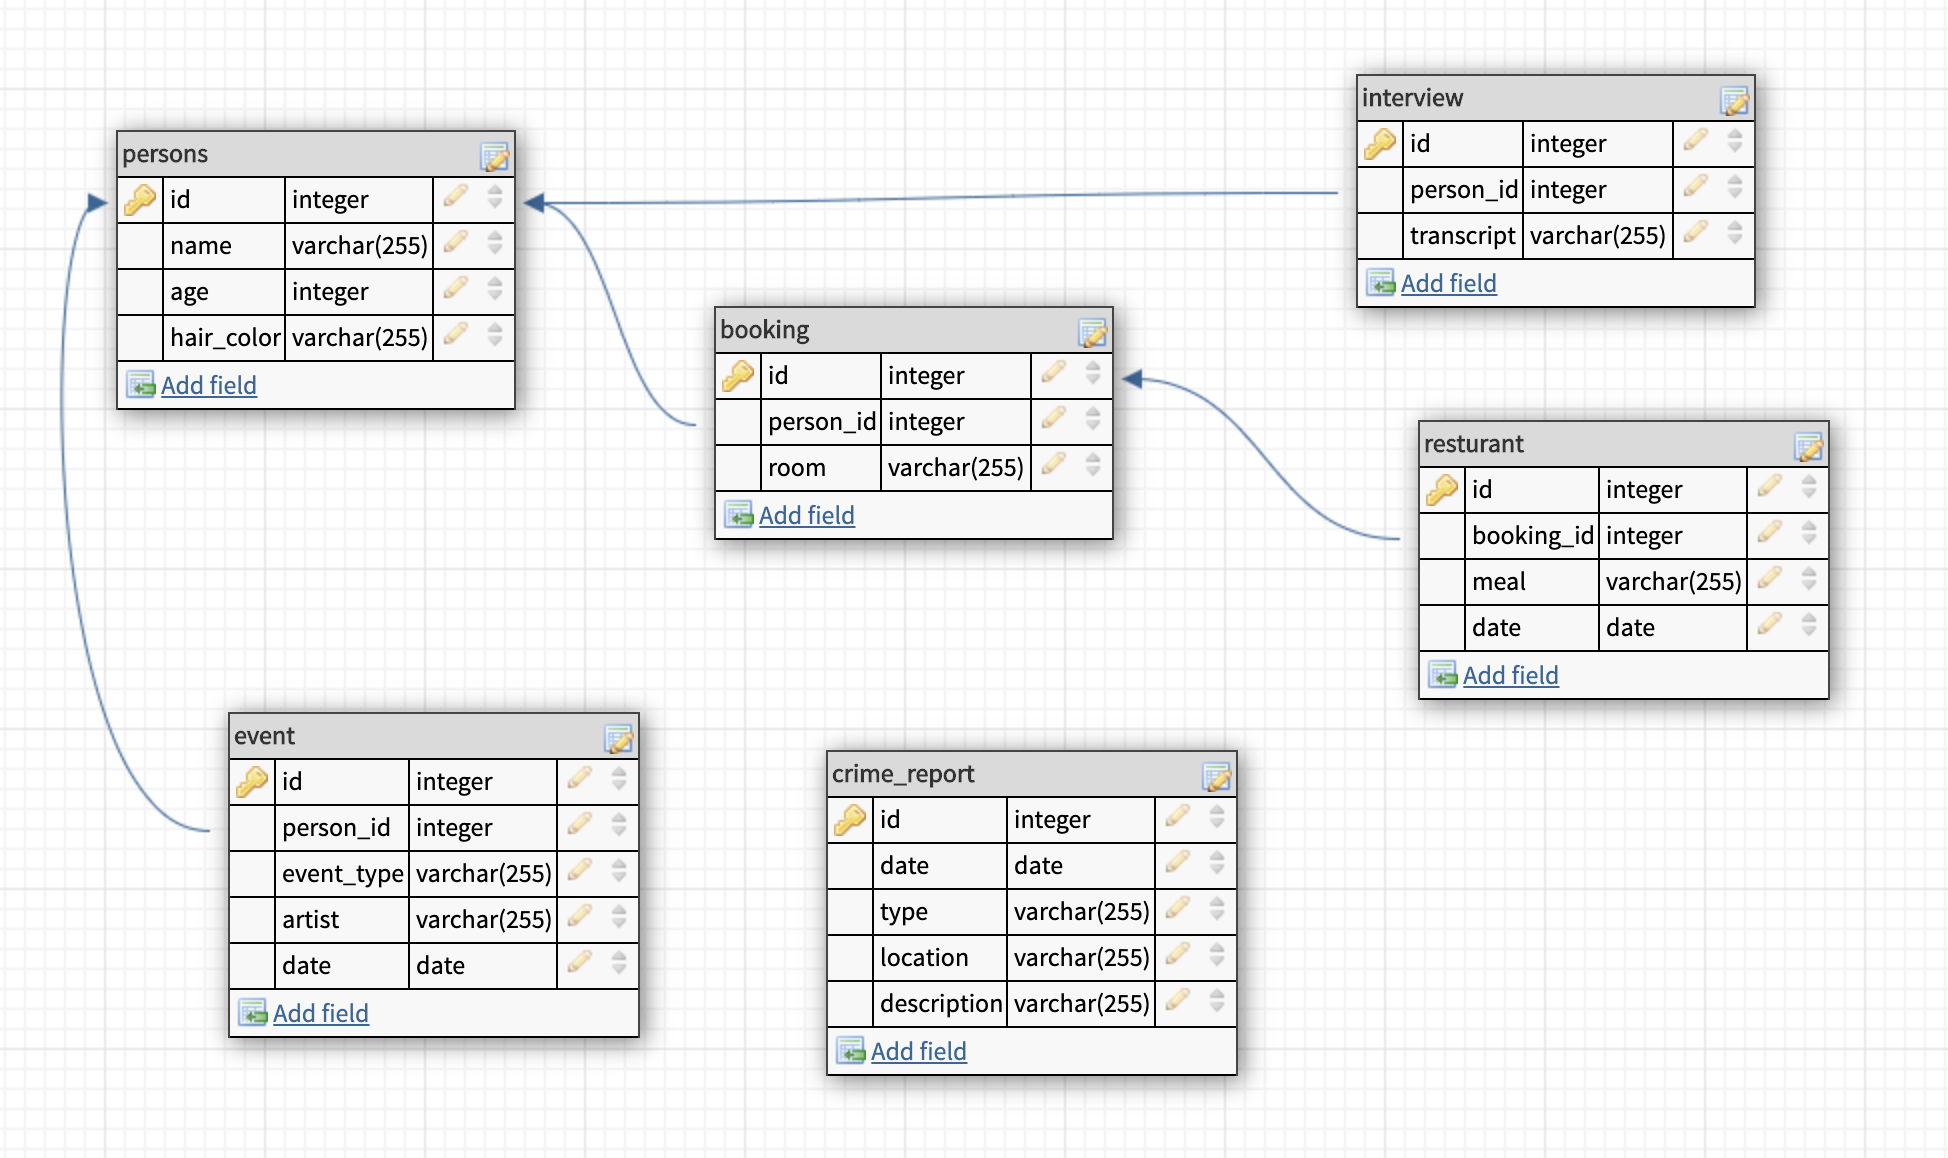 persons
id integer
name varchar(255)
age integer
hair_color varchar(255)
Add field
interview
id integer
person_id integer
transcript varchar(255)
Add field
booking
id integer
person_id integer
room varchar(255)
Add field
resturant
id integer
booking_id integer
meal varchar(255)
date date
Add field
event
id integer
person_id integer
event_type varchar(255)
artist varchar(255)
date date
Add field
crime_report
id integer
date date
type varchar(255)
location varchar(255)
description varchar(255)
Add field